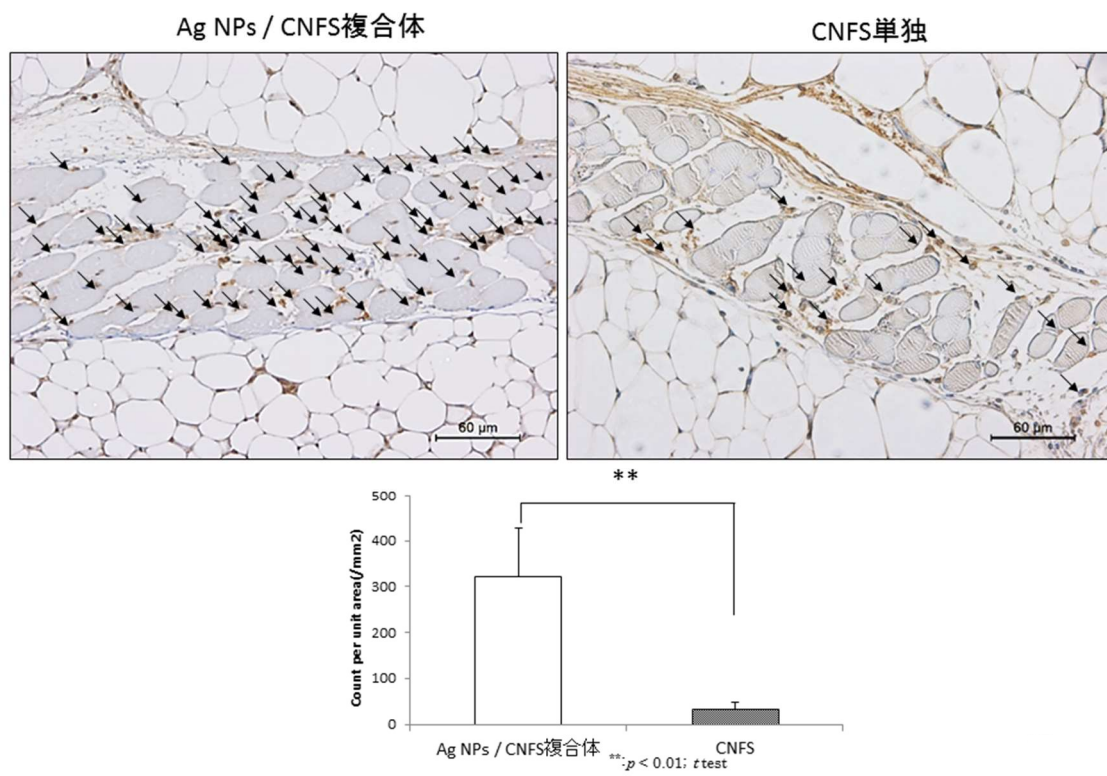 Ag NPs / CNFS複合体
CNFS単独
60 µm
60 µm
**
Count per unit area(/mm2)
500
400
300
200
100
0
Ag NPs / CNFS複合体
CNFS
**:p < 0.01; t test